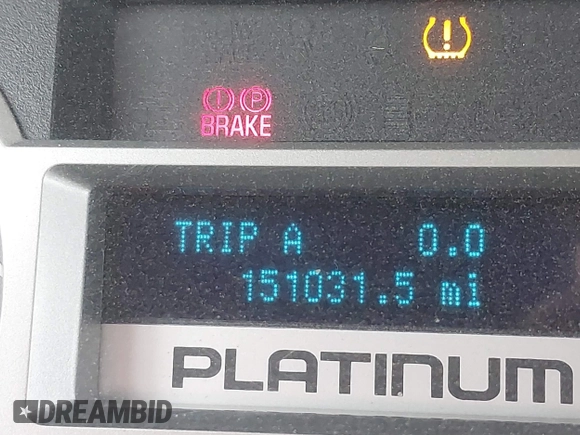 BRAKE
TRIP A 0.0
151031.5 mi
PLATINUM
DREAMBID